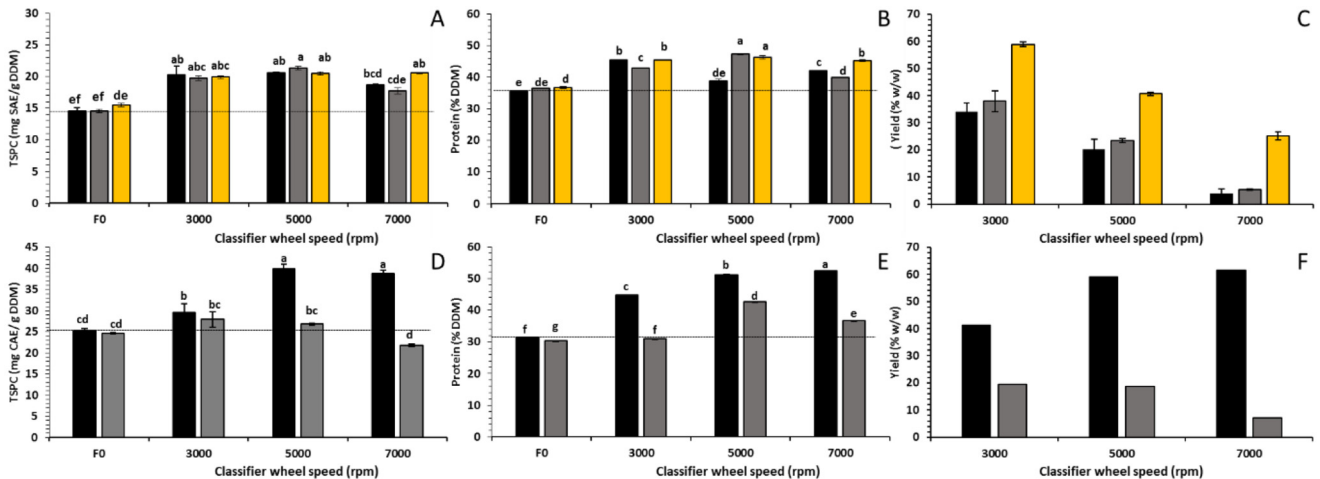 A
TSPC (mg SAE/g DDM)
30
25
20
15
10
5
0
ef ef de
ab abc abc
ab a ab
bcd cde ab
F0 3000 5000 7000
Classifier wheel speed (rpm)
B
Protein (% DDM)
60
50
40
30
20
10
0
e de d
b c b
de a a
c d b
F0 3000 5000 7000
Classifier wheel speed (rpm)
C
( Yield (% w/w)
70
60
50
40
30
20
10
0
3000 5000 7000
Classifier wheel speed (rpm)
D
TSPC (mg CAE/ g DDM)
45
40
35
30
25
20
15
10
5
0
cd cd
b bc
a bc
a d
F0 3000 5000 7000
Classifier wheel speed (rpm)
E
Protein (% DDM)
60
50
40
30
20
10
0
f g
c f
b d
a e
F0 3000 5000 7000
Classifier wheel speed (rpm)
F
Yield (% w/w)
70
60
50
40
30
20
10
0
3000 5000 7000
Classifier wheel speed (rpm)